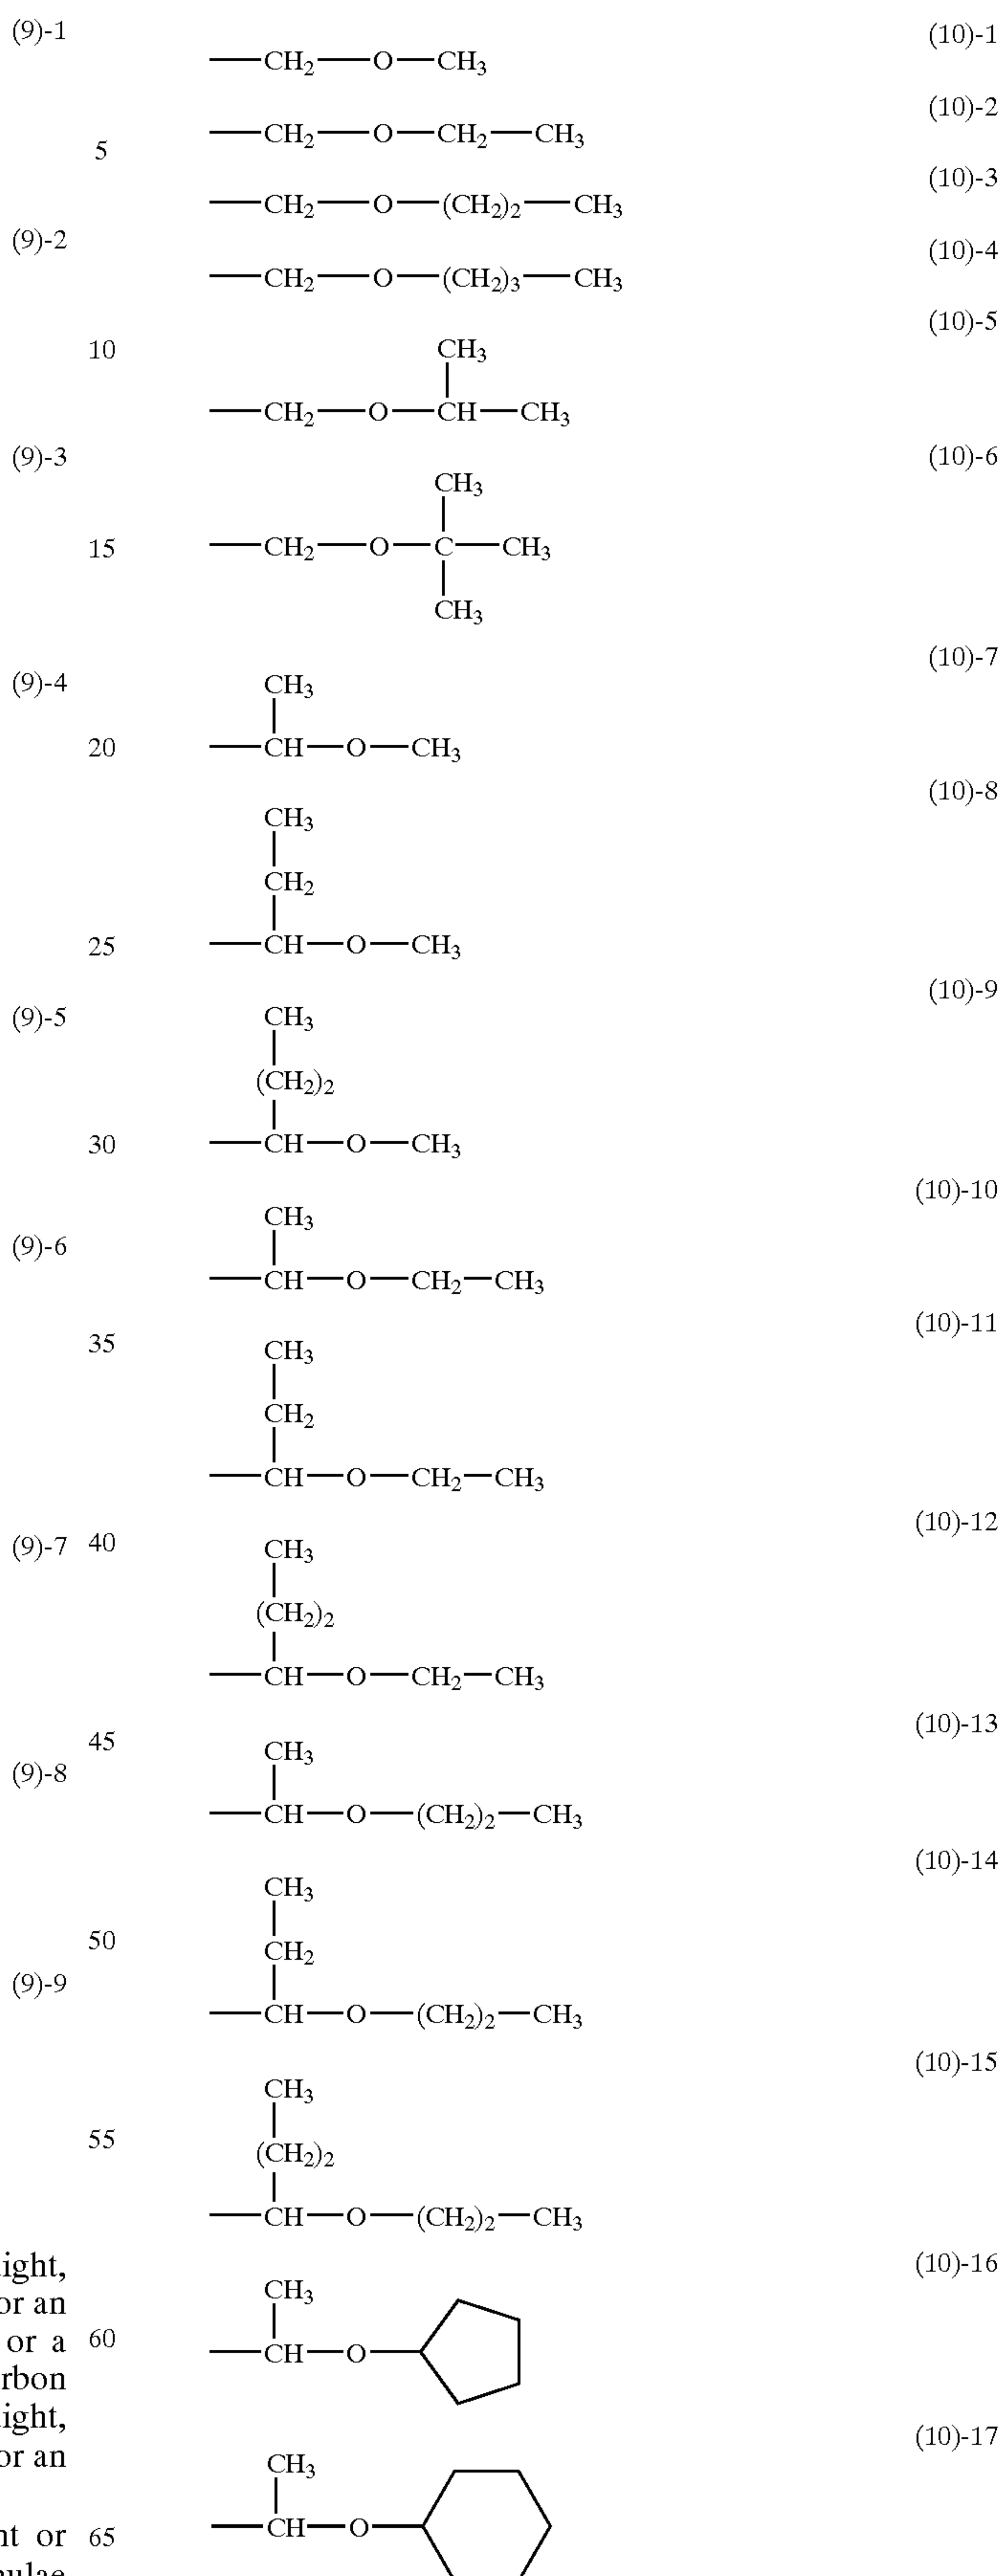 (9)-1
(10)-1
—CH₂—O—CH₃
(10)-2
—CH₂—O—CH₂—CH₃
5
(10)-3
—CH₂—O—(CH₂)₂—CH₃
(9)-2
(10)-4
—CH₂—O—(CH₂)₃—CH₃
(10)-5
10
CH₃
—CH₂—O—CH—CH₃
(9)-3
(10)-6
CH₃
15
—CH₂—O—C—CH₃
CH₃
(10)-7
(9)-4
CH₃
20
—CH—O—CH₃
(10)-8
CH₃
CH₂
25
—CH—O—CH₃
(10)-9
(9)-5
CH₃
(CH₂)₂
30
—CH—O—CH₃
(10)-10
CH₃
(9)-6
—CH—O—CH₂—CH₃
(10)-11
35
CH₃
CH₂
—CH—O—CH₂—CH₃
(10)-12
(9)-7
40
CH₃
(CH₂)₂
—CH—O—CH₂—CH₃
(10)-13
45
CH₃
(9)-8
—CH—O—(CH₂)₂—CH₃
(10)-14
CH₃
50
CH₂
(9)-9
—CH—O—(CH₂)₂—CH₃
(10)-15
CH₃
55
(CH₂)₂
—CH—O—(CH₂)₂—CH₃
ight,
(10)-16
CH₃
or an
or a
60
—CH—O—
rbon
ight,
(10)-17
or an
CH₃
nt or
65
—CH—O—